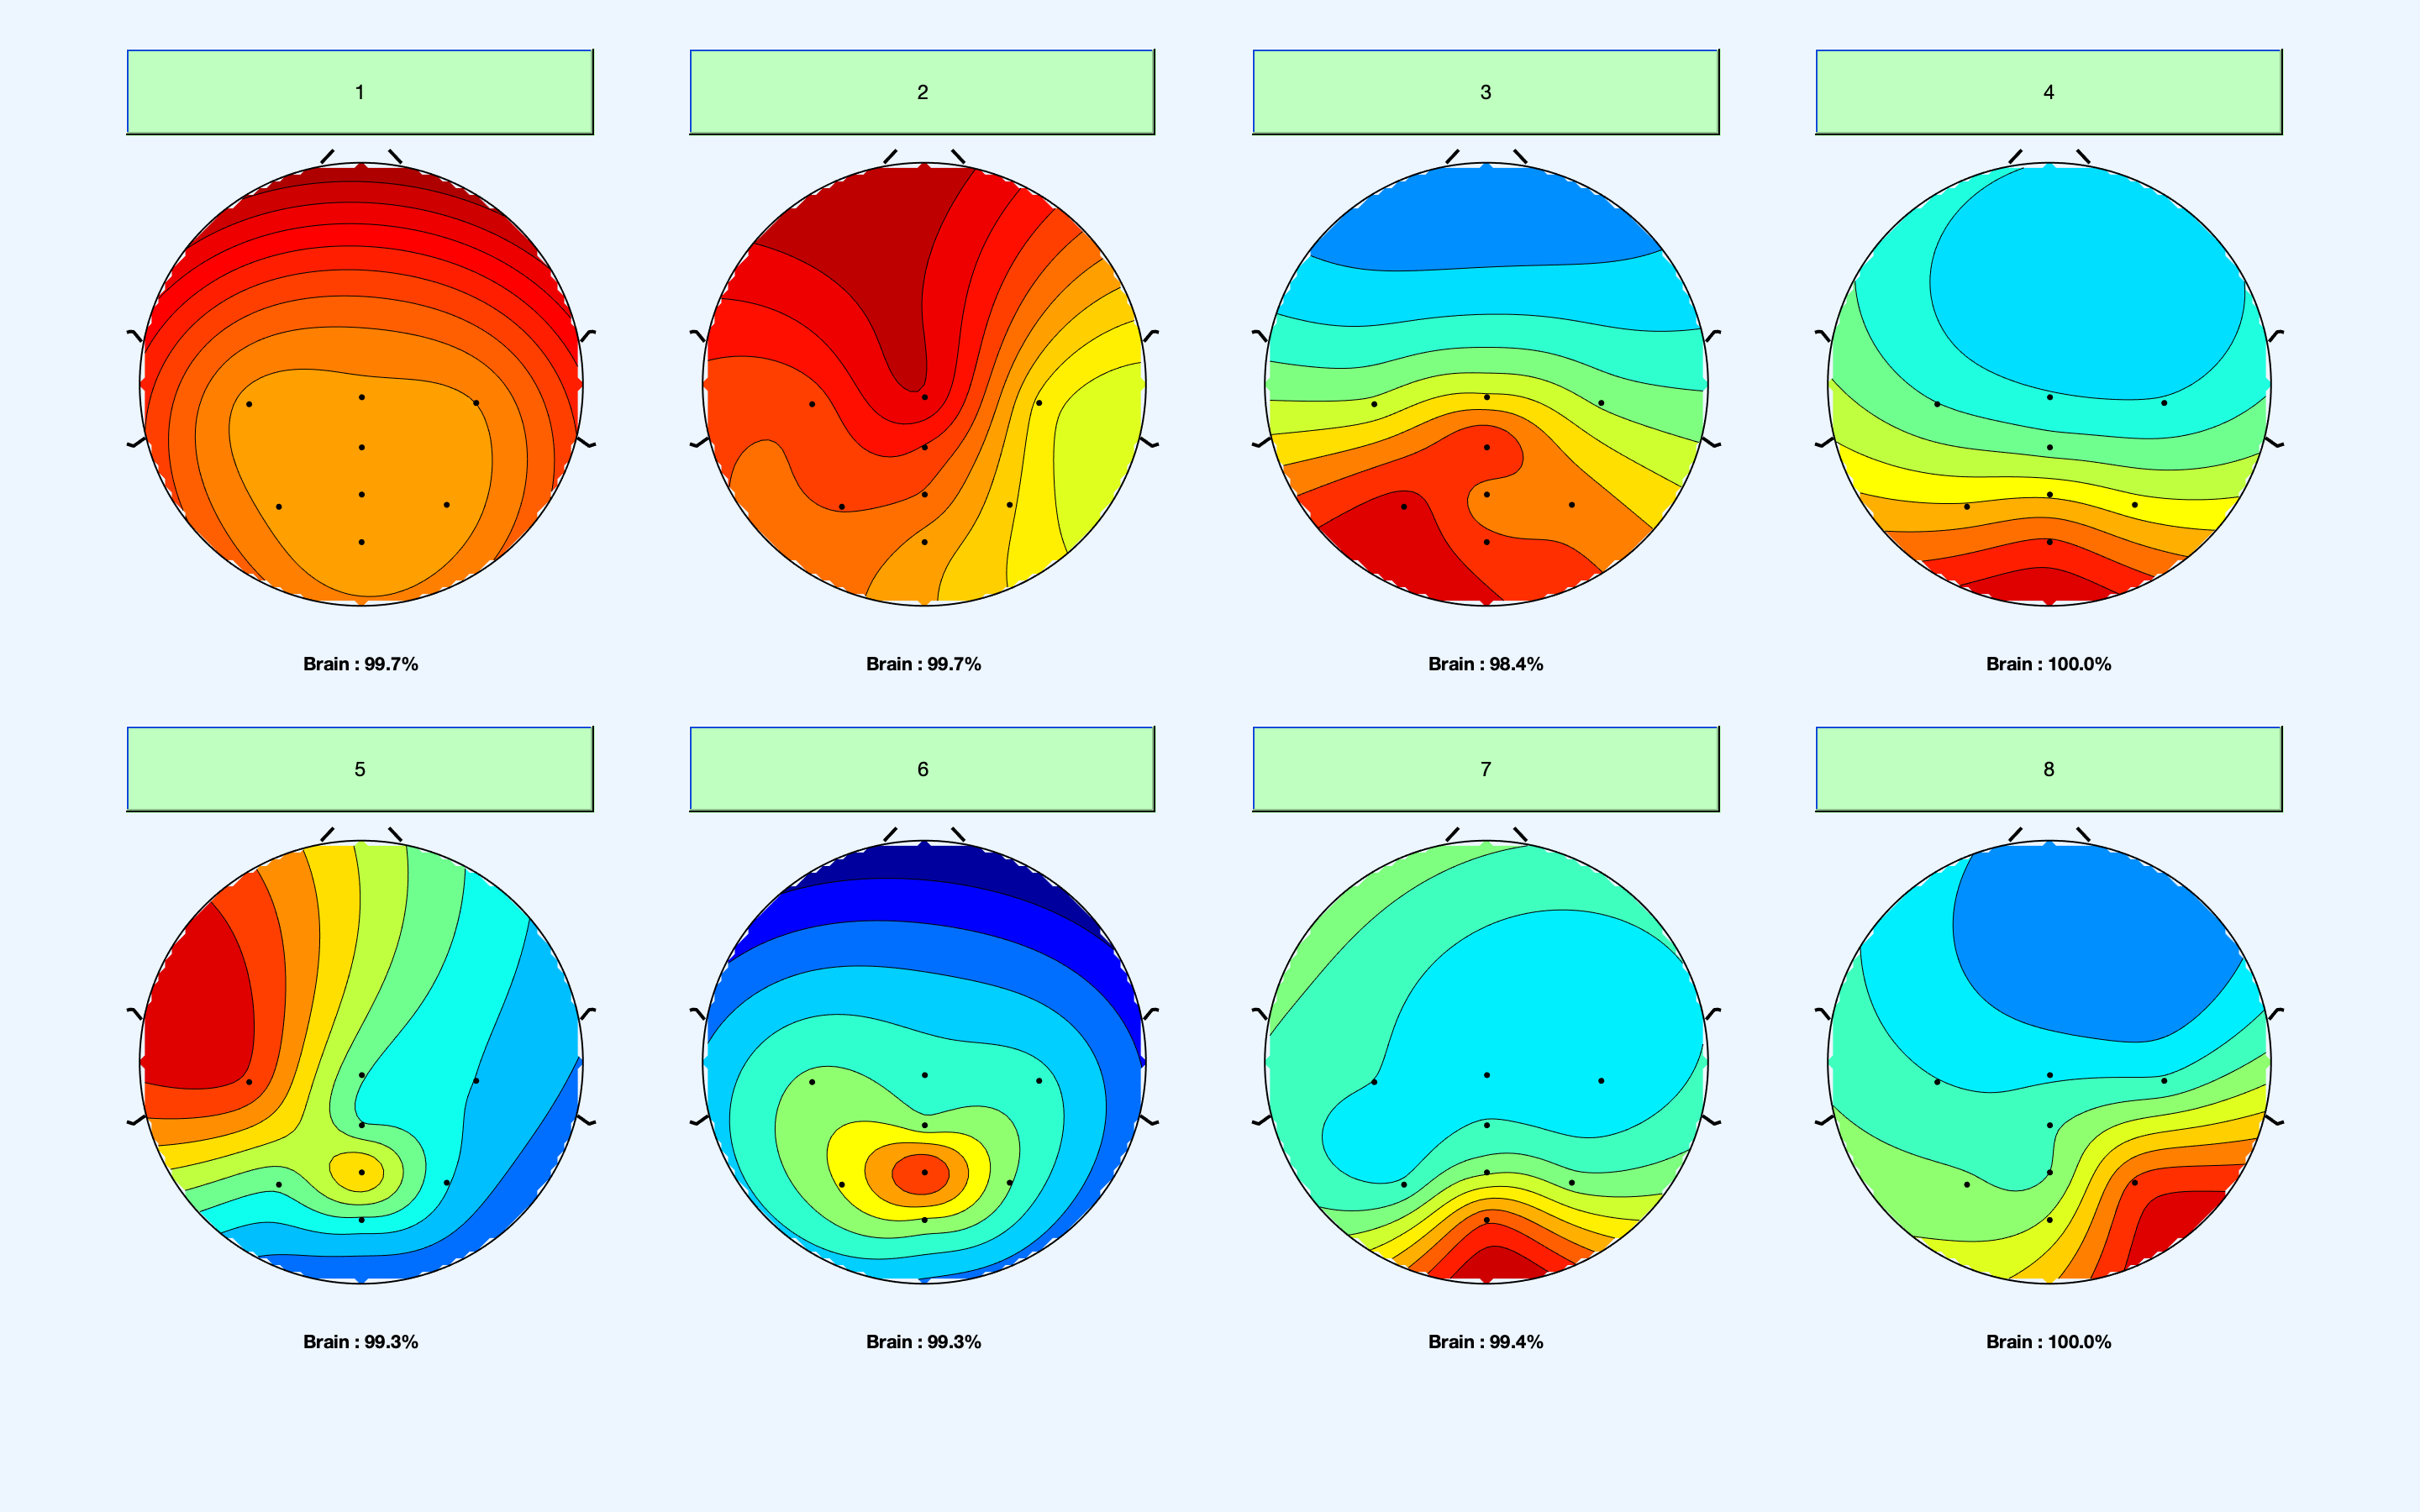 1
2
3
4
Brain : 99.7%
Brain : 99.7%
Brain : 98.4%
Brain : 100.0%
5
6
7
8
Brain : 99.3%
Brain : 99.3%
Brain : 99.4%
Brain : 100.0%